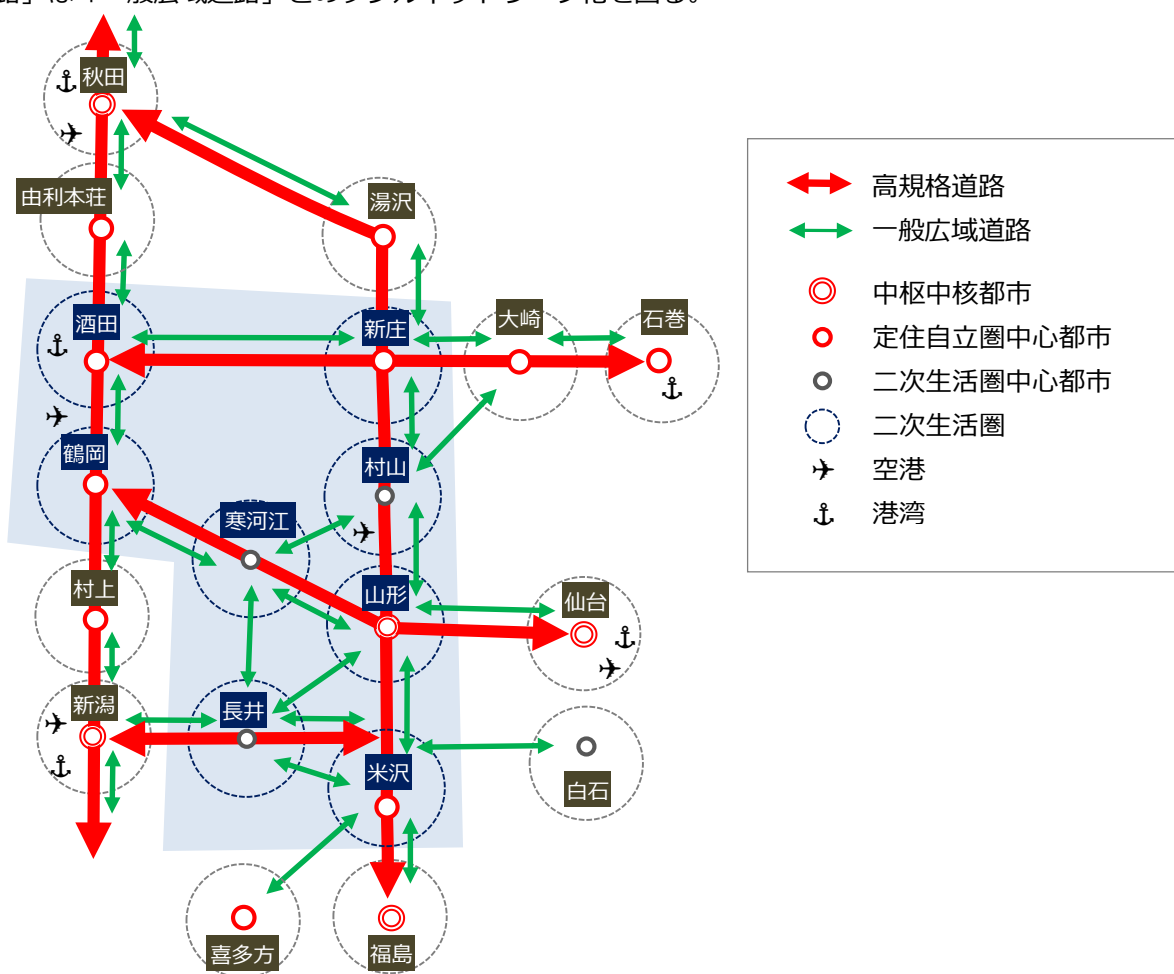 秋田
由利本荘
湯沢
酒田
新庄
大崎
石巻
鶴岡
村山
寒河江
村上
山形
仙台
新潟
長井
米沢
白石
喜多方
福島
高規格道路
一般広域道路
中枢中核都市
定住自立圏中心都市
二次生活圏中心都市
二次生活圏
空港
港湾